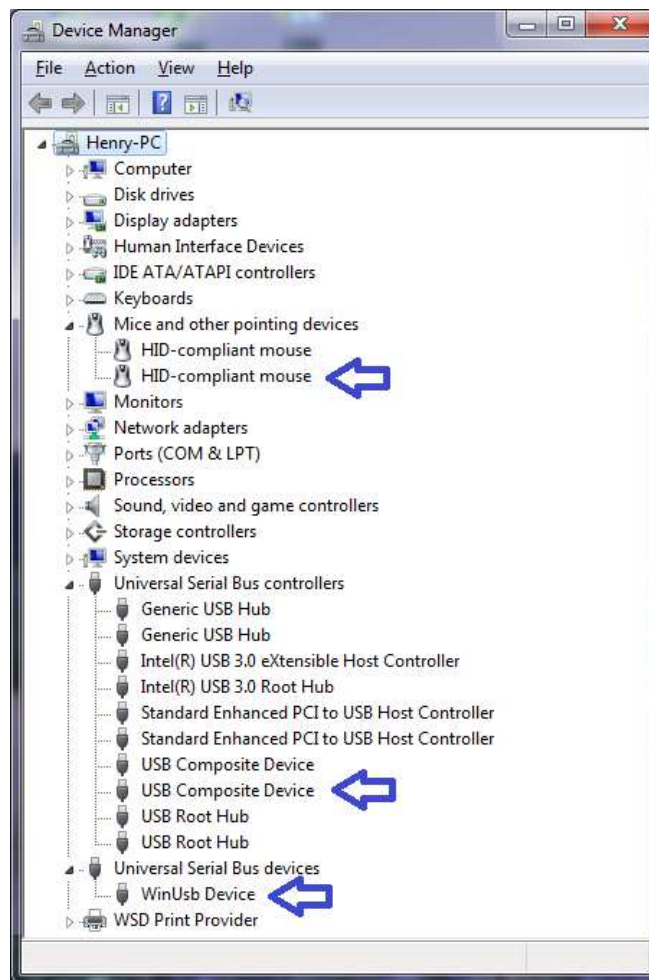 Device Manager
File Action View Help
Henry-PC
Computer
Disk drives
Display adapters
Human Interface Devices
IDE ATA/ATAPI controllers
Keyboards
Mice and other pointing devices
HID-compliant mouse
HID-compliant mouse
Monitors
Network adapters
Ports (COM & LPT)
Processors
Sound, video and game controllers
Storage controllers
System devices
Universal Serial Bus controllers
Generic USB Hub
Generic USB Hub
Intel(R) USB 3.0 eXtensible Host Controller
Intel(R) USB 3.0 Root Hub
Standard Enhanced PCI to USB Host Controller
Standard Enhanced PCI to USB Host Controller
USB Composite Device
USB Composite Device
USB Root Hub
USB Root Hub
Universal Serial Bus devices
WinUsb Device
WSD Print Provider